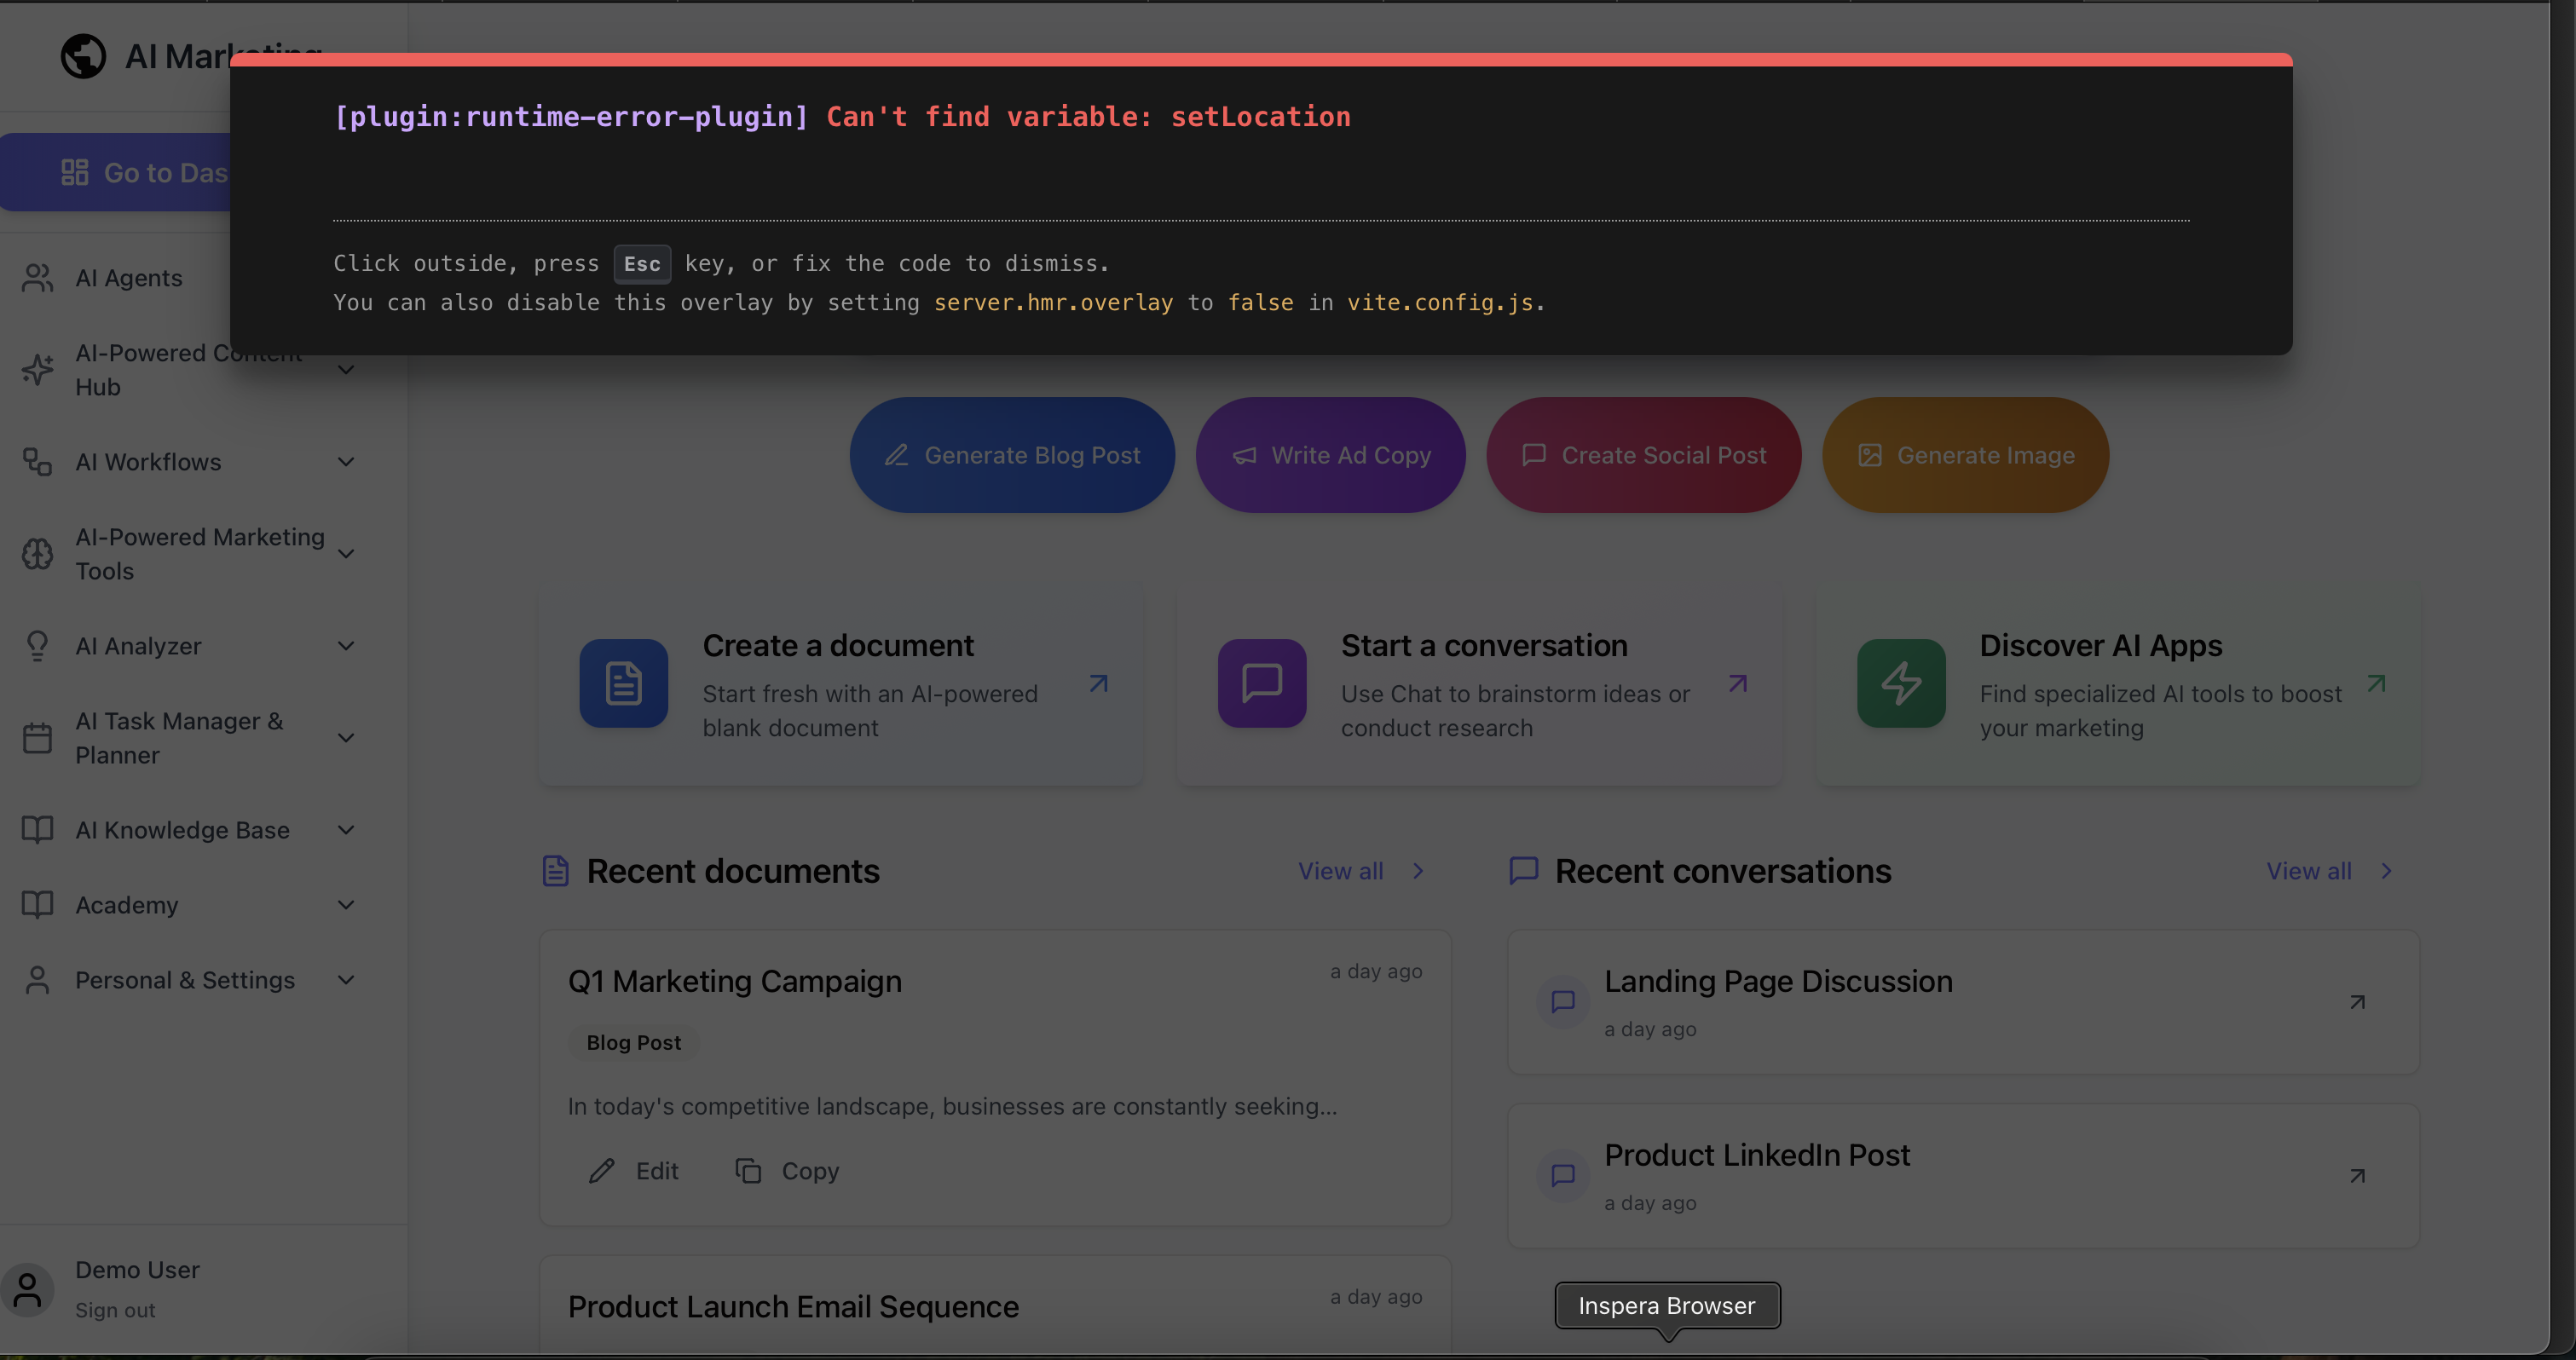 AI Marketing
[plugin:runtime-error-plugin] Can't find variable: setLocation
Click outside, press Esc key, or fix the code to dismiss.
You can also disable this overlay by setting server.hmr.overlay to false in vite.config.js.
Go to Das
AI Agents
AI-Powered Content
Hub
AI Workflows
AI-Powered Marketing
Tools
AI Analyzer
AI Task Manager &
Planner
AI Knowledge Base
Academy
Personal & Settings
Demo User
Sign out
Generate Blog Post
Write Ad Copy
Create Social Post
Generate Image
Create a document
Start fresh with an AI-powered
blank document
Start a conversation
Use Chat to brainstorm ideas or
conduct research
Discover AI Apps
Find specialized AI tools to boost
your marketing
Recent documents
View all
Q1 Marketing Campaign
a day ago
Blog Post
In today's competitive landscape, businesses are constantly seeking...
Edit
Copy
Product Launch Email Sequence
a day ago
Recent conversations
View all
Landing Page Discussion
a day ago
Product LinkedIn Post
a day ago
Inspera Browser